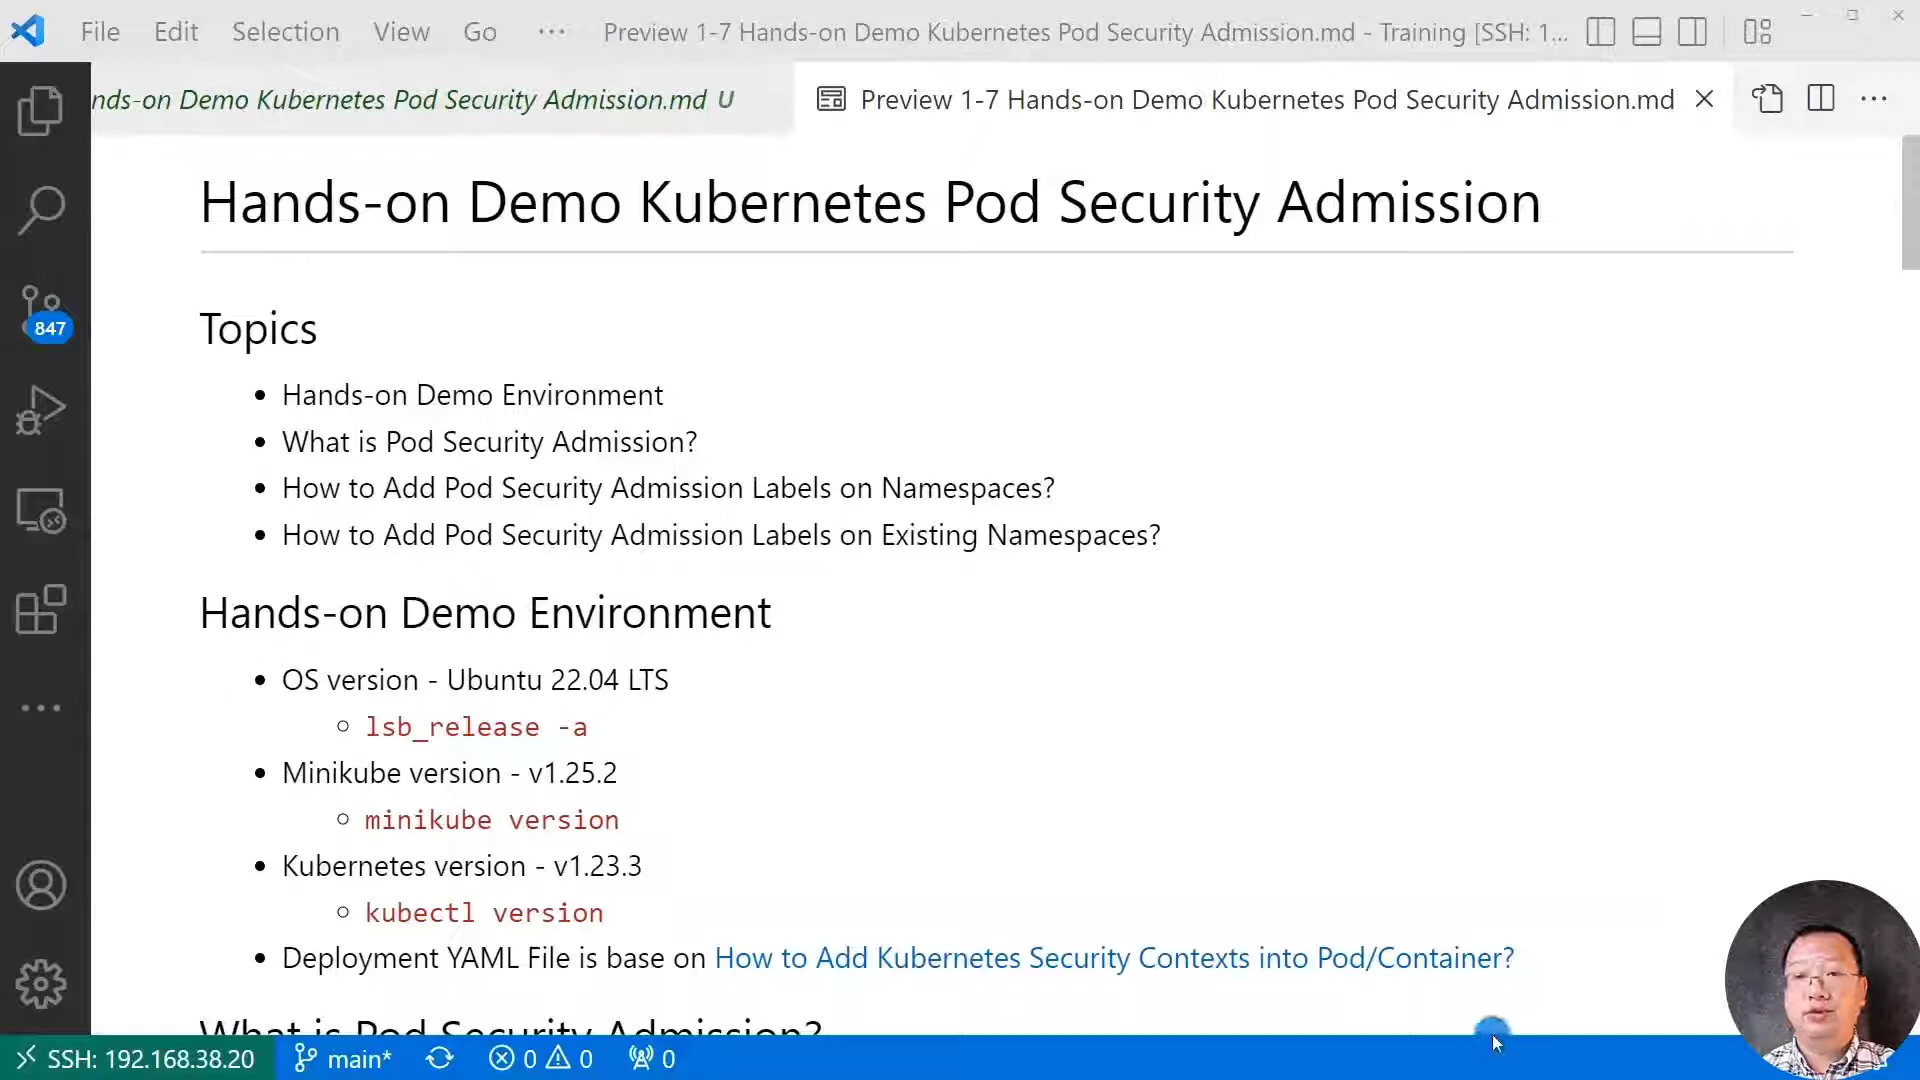 File Edit Selection View Go ··· Preview 1-7 Hands-on Demo Kubernetes Pod Security Admission.md - Training [SSH: 1...
nds-on Demo Kubernetes Pod Security Admission.md U
Preview 1-7 Hands-on Demo Kubernetes Pod Security Admission.md
Hands-on Demo Kubernetes Pod Security Admission
Topics
• Hands-on Demo Environment
• What is Pod Security Admission?
• How to Add Pod Security Admission Labels on Namespaces?
• How to Add Pod Security Admission Labels on Existing Namespaces?
847
Hands-on Demo Environment
• OS version - Ubuntu 22.04 LTS
◦ lsb_release -a
• Minikube version - v1.25.2
◦ minikube version
• Kubernetes version - v1.23.3
◦ kubectl version
• Deployment YAML File is base on How to Add Kubernetes Security Contexts into Pod/Container?
What is Pod Security Admission?
SSH: 192.168.38.20 main* 0 0 0